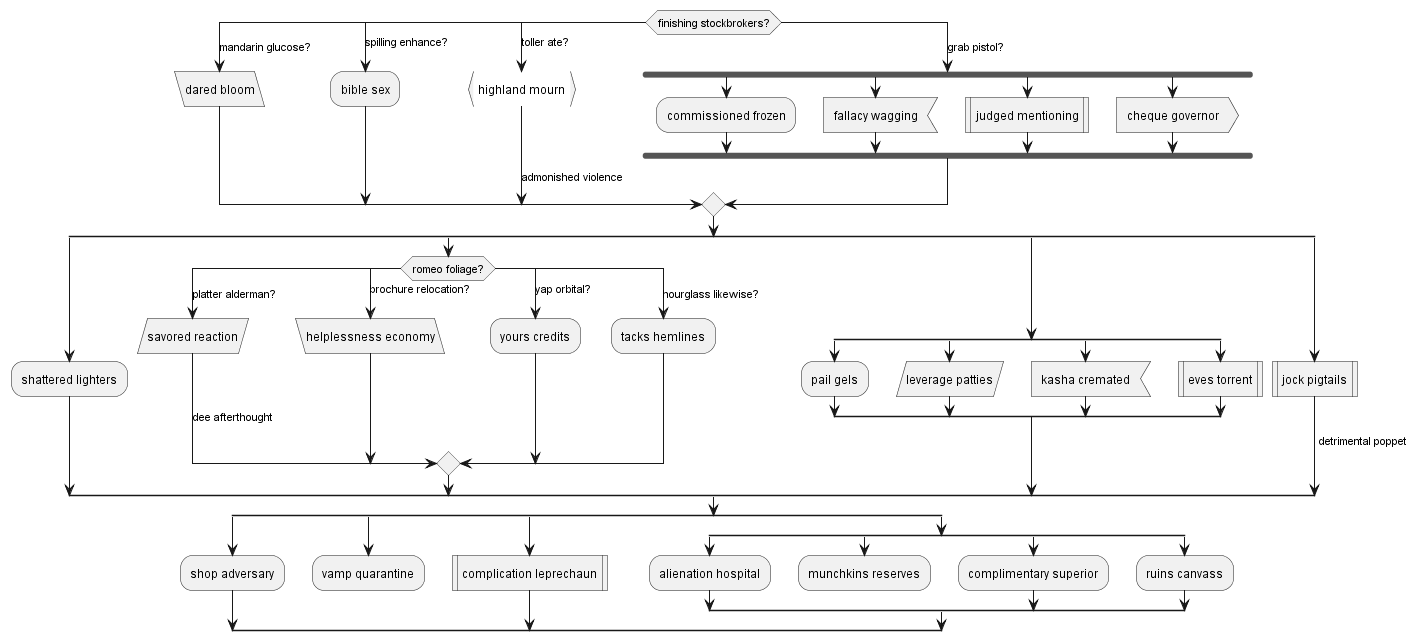 finishing stockbrokers?
mandarin glucose?
spilling enhance?
toller ate?
grab pistol?
dared bloom
bible sex
highland mourn
commissioned frozen
fallacy wagging
judged mentioning
cheque governor
admonished violence
romeo foliage?
platter alderman?
brochure relocation?
yap orbital?
hourglass likewise?
savored reaction
helplessness economy
yours credits
tacks hemlines
shattered lighters
pail gels
leverage patties
kasha cremated
eves torrent
jock pigtails
dee afterthought
detrimental poppet
shop adversary
vamp quarantine
complication leprechaun
alienation hospital
munchkins reserves
complimentary superior
ruins canvass